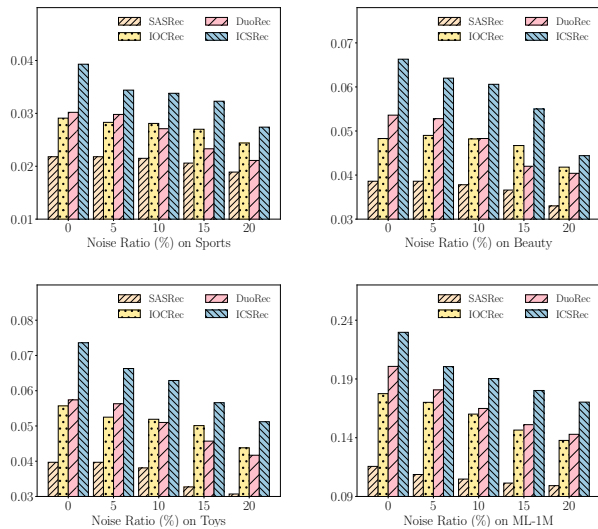 SASRec DuoRec
IOCRec ICSRec
0.04
0.03
0.02
0.01
0 5 10 15 20
Noise Ratio (%) on Sports
SASRec DuoRec
IOCRec ICSRec
0.07
0.06
0.05
0.04
0.03
0 5 10 15 20
Noise Ratio (%) on Beauty
SASRec DuoRec
IOCRec ICSRec
0.08
0.07
0.06
0.05
0.04
0.03
0 5 10 15 20
Noise Ratio (%) on Toys
SASRec DuoRec
IOCRec ICSRec
0.24
0.19
0.14
0.09
0 5 10 15 20
Noise Ratio (%) on ML-1M